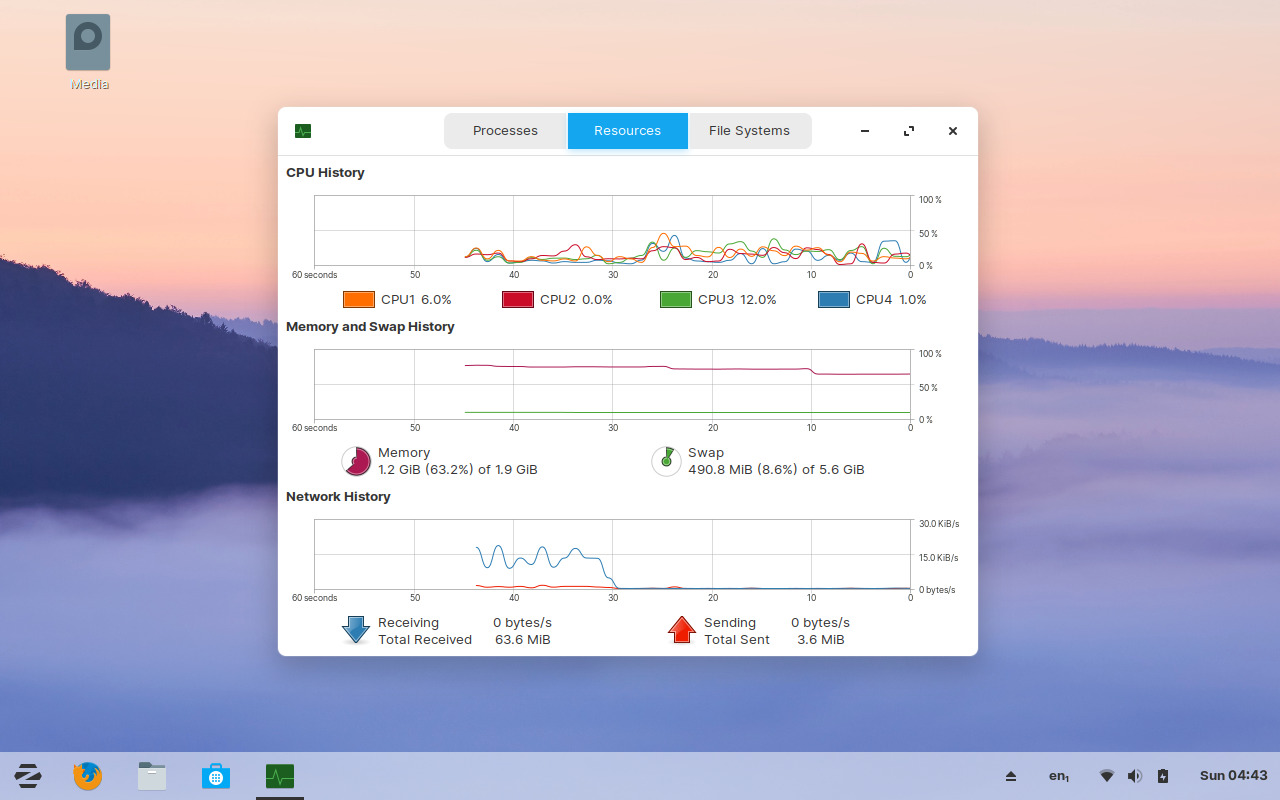 Media
Processes Resources File Systems
CPU History
100 %
50 %
0 %
60 seconds 50 40 30 20 10 0
CPU1 6.0% CPU2 0.0% CPU3 12.0% CPU4 1.0%
Memory and Swap History
100 %
50 %
0 %
60 seconds 50 40 30 20 10 0
Memory
1.2 GiB (63.2%) of 1.9 GiB
Swap
490.8 MiB (8.6%) of 5.6 GiB
Network History
30.0 KiB/s
15.0 KiB/s
0 bytes/s
60 seconds 50 40 30 20 10 0
Receiving 0 bytes/s
Total Received 63.6 MiB
Sending 0 bytes/s
Total Sent 3.6 MiB
en₁ Sun 04:43